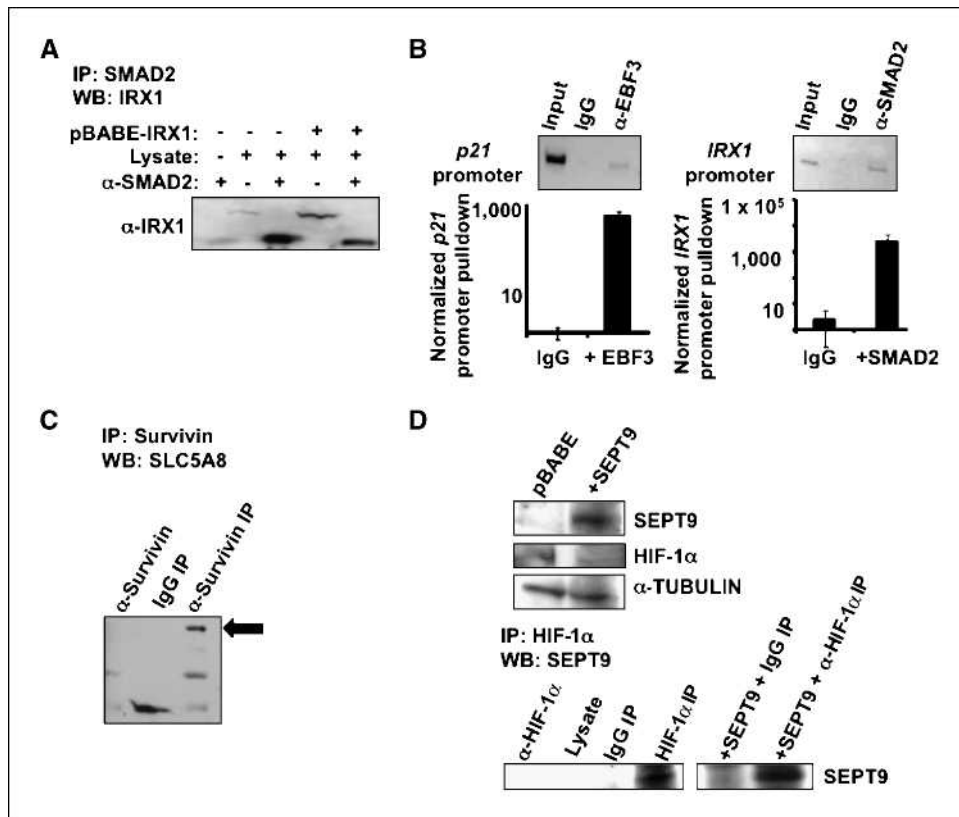 A
IP: SMAD2
WB: IRX1
pBABE-IRX1: - - - + +
Lysate: - + + + +
α-SMAD2: + - + - +
α-IRX1
B
Input
IgG
α-EBF3
p21 promoter
Normalized p21 promoter pulldown
1,000
10
IgG + EBF3
Input
IgG
α-SMAD2
IRX1 promoter
Normalized IRX1 promoter pulldown
1 x 10⁵
1,000
10
IgG +SMAD2
C
IP: Survivin
WB: SLC5A8
α-Survivin
IgG IP
α-Survivin IP
D
pBABE
+SEPT9
SEPT9
HIF-1α
α-TUBULIN
IP: HIF-1α
WB: SEPT9
α-HIF-1α
Lysate
IgG IP
HIF-1α IP
+SEPT9 + IgG IP
+SEPT9 + α-HIF-1α IP
SEPT9